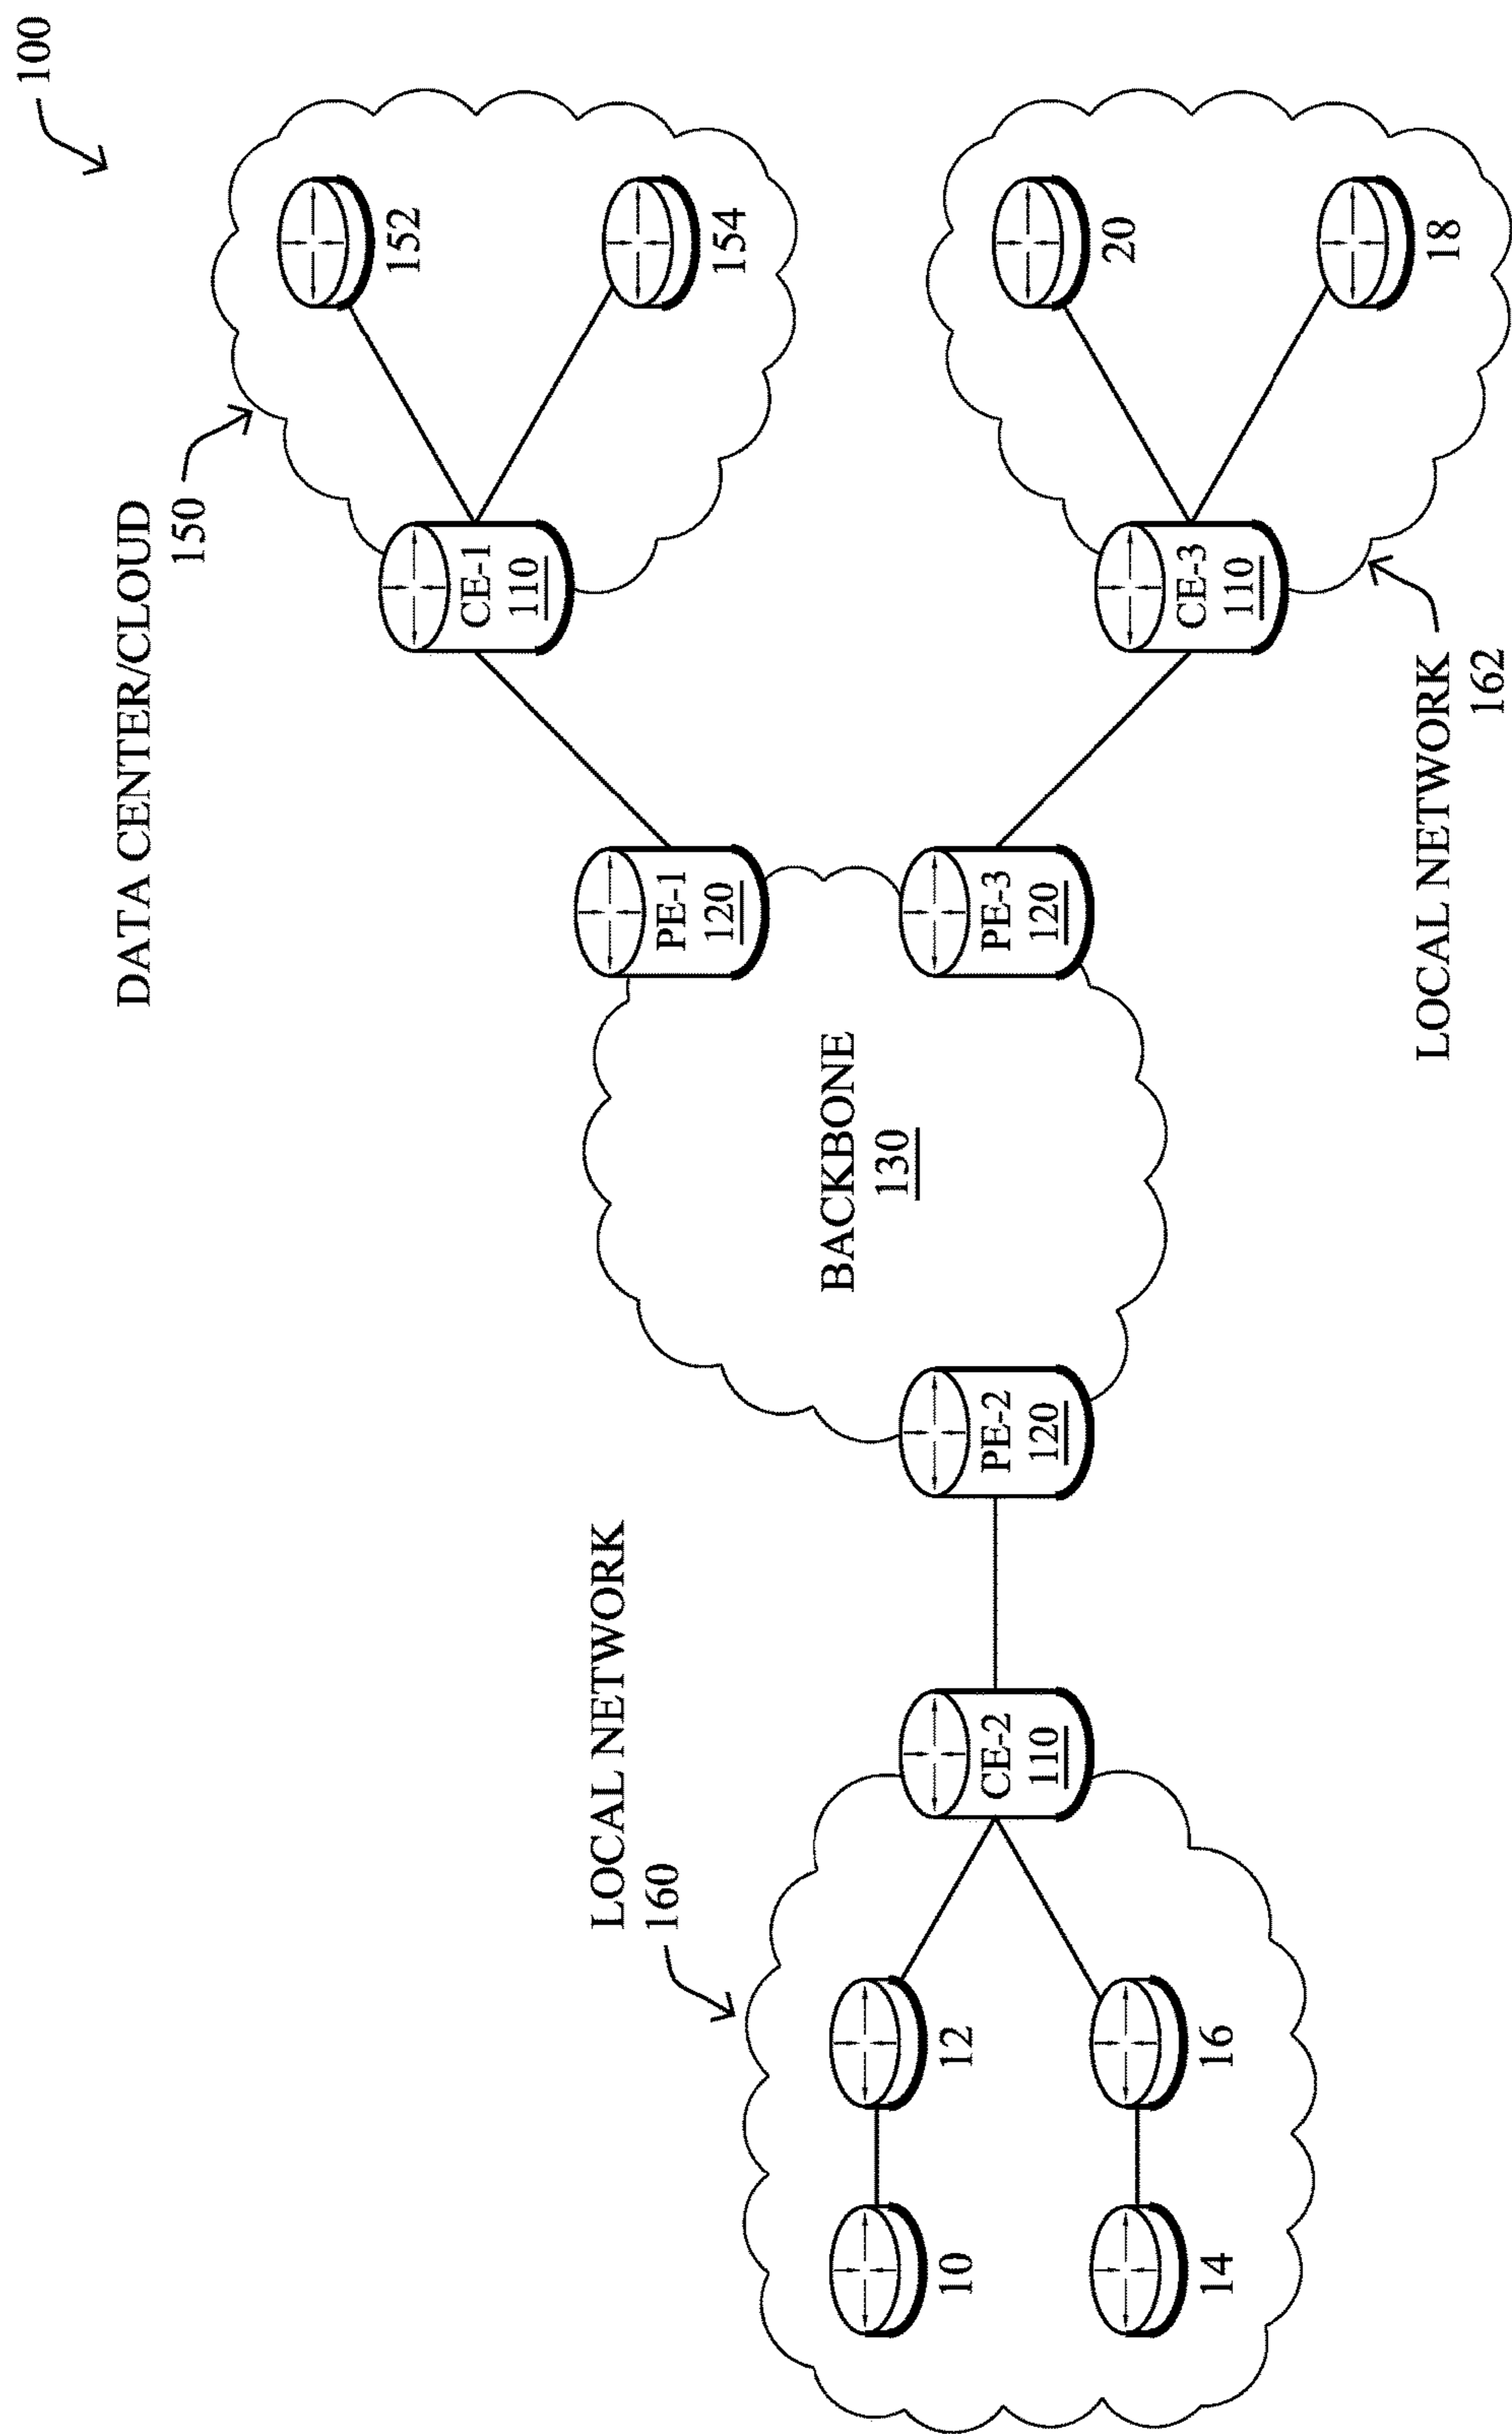 100
DATA CENTER/CLOUD
150
152
154
CE-1
110
PE-1
120
LOCAL NETWORK
160
BACKBONE
130
10
12
CE-2
110
PE-2
120
PE-3
120
14
16
CE-3
110
20
18
LOCAL NETWORK
162